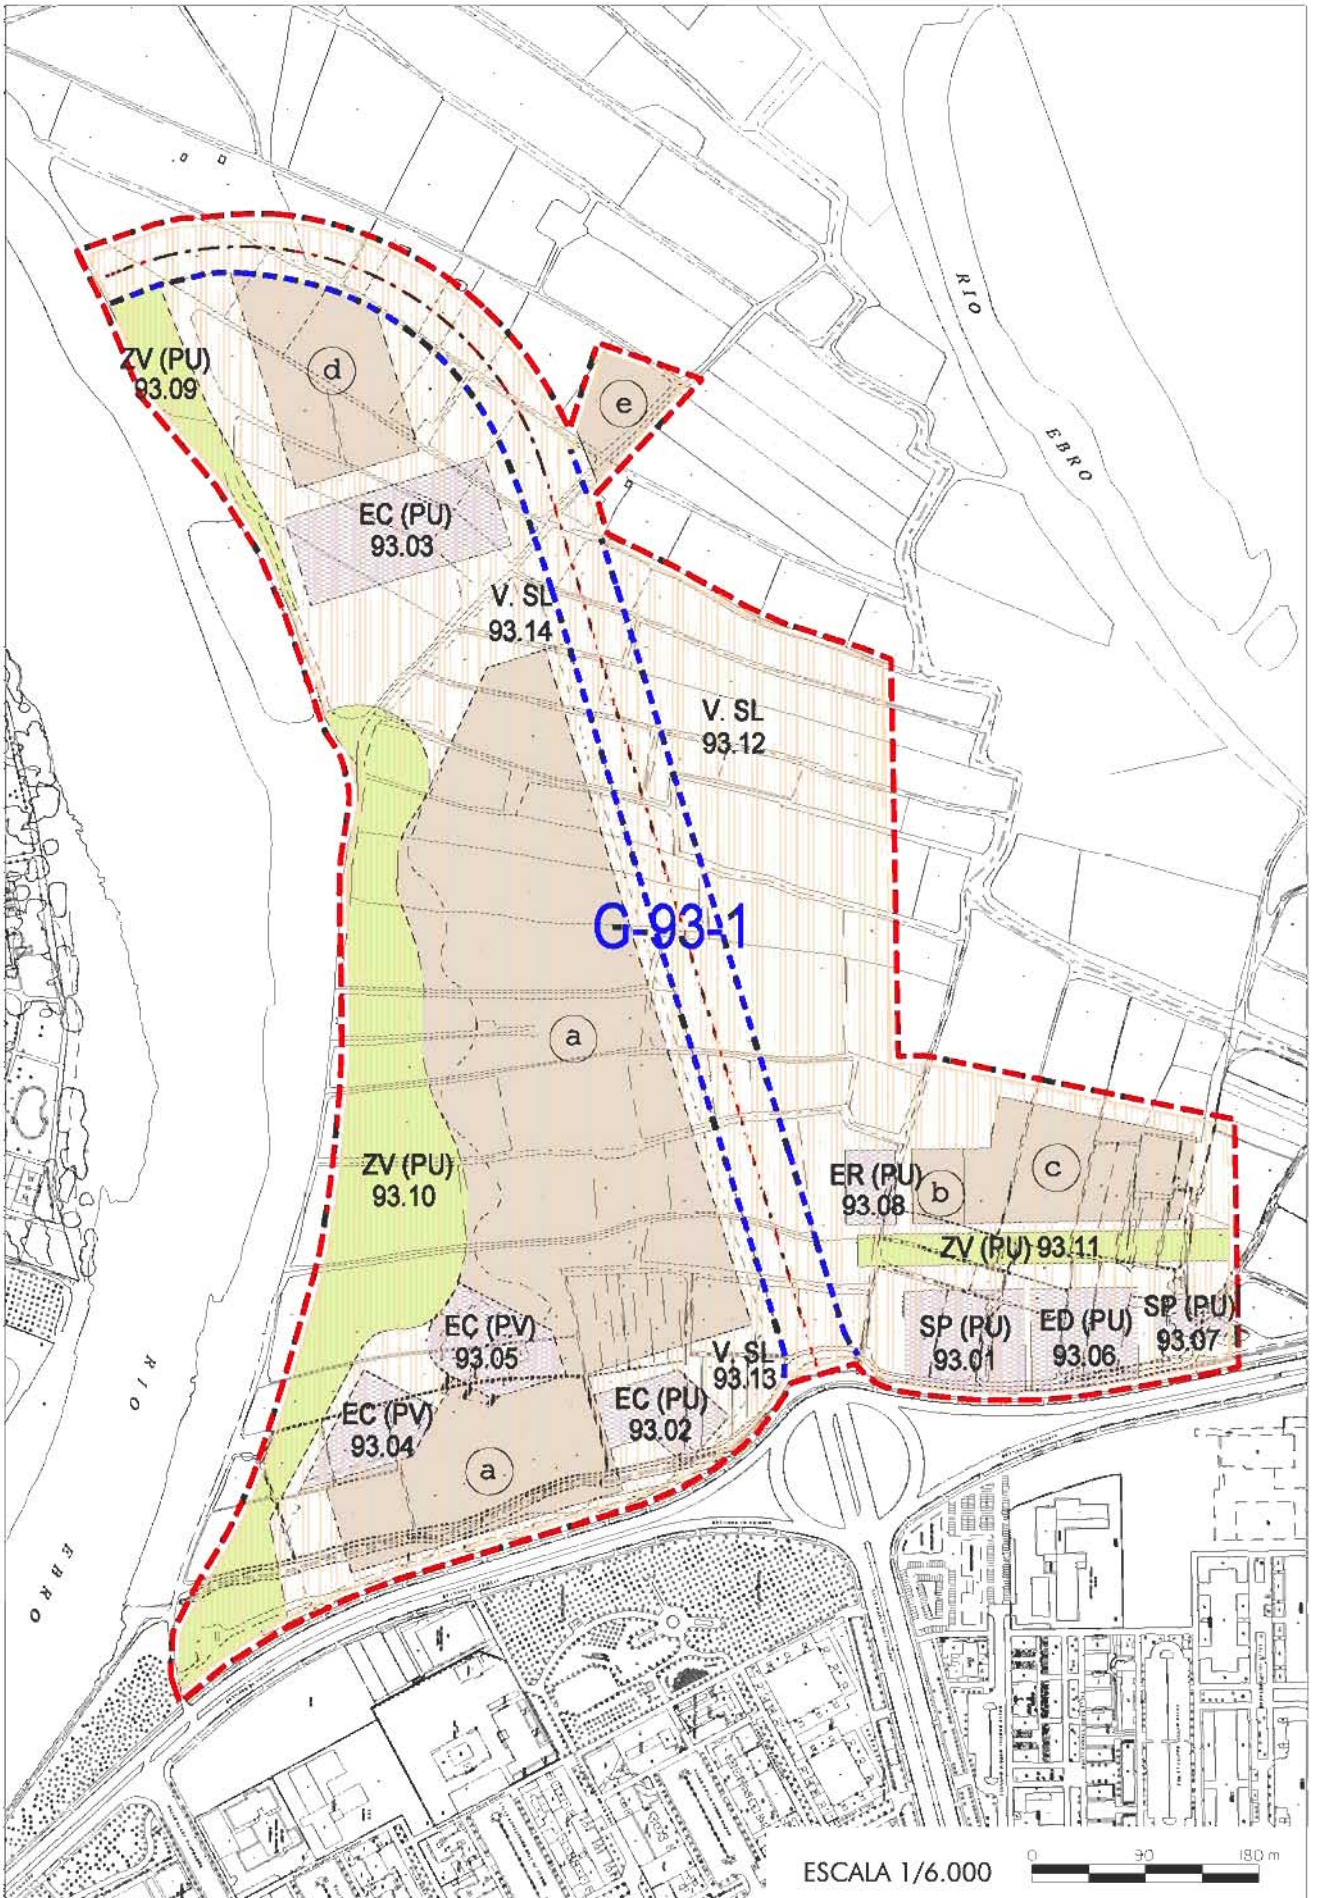 RIO
EBRO
ZV (PU)
93.09
d
e
EC (PU)
93.03
V. SL
93.14
V. SL
93.12
G-93-1
a
ZV (PU)
93.10
ER (PU)
93.08
b
c
ZV (PU) 93.11
EC (PV)
93.05
V. SL
93.13
SP (PU)
93.01
ED (PU)
93.06
SP (PU)
93.07
EC (PV)
93.04
EC (PU)
93.02
a
RIO
EBRO
ESCALA 1/6.000
0 90 180 m